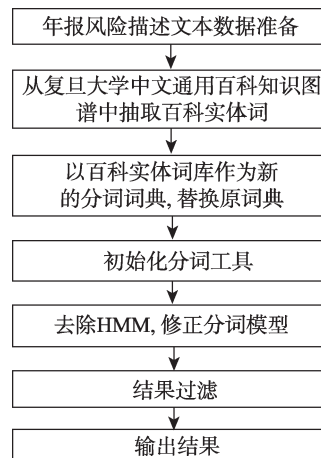 年报风险描述文本数据准备
从复旦大学中文通用百科知识图
谱中抽取百科实体词
以百科实体词库作为新
的分词词典, 替换原词典
初始化分词工具
去除HMM, 修正分词模型
结果过滤
输出结果